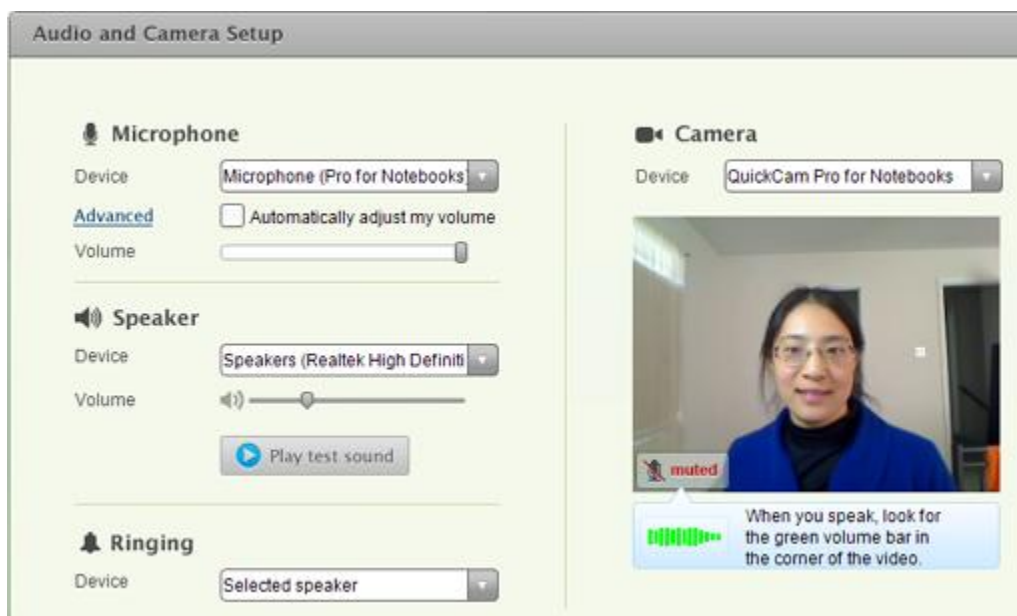 Audio and Camera Setup
Microphone
Device
Microphone (Pro for Notebooks)
Advanced
Automatically adjust my volume
Volume
Speaker
Device
Speakers (Realtek High Definiti
Volume
Play test sound
Ringing
Device
Selected speaker
Camera
Device
QuickCam Pro for Notebooks
muted
When you speak, look for
the green volume bar in
the corner of the video.